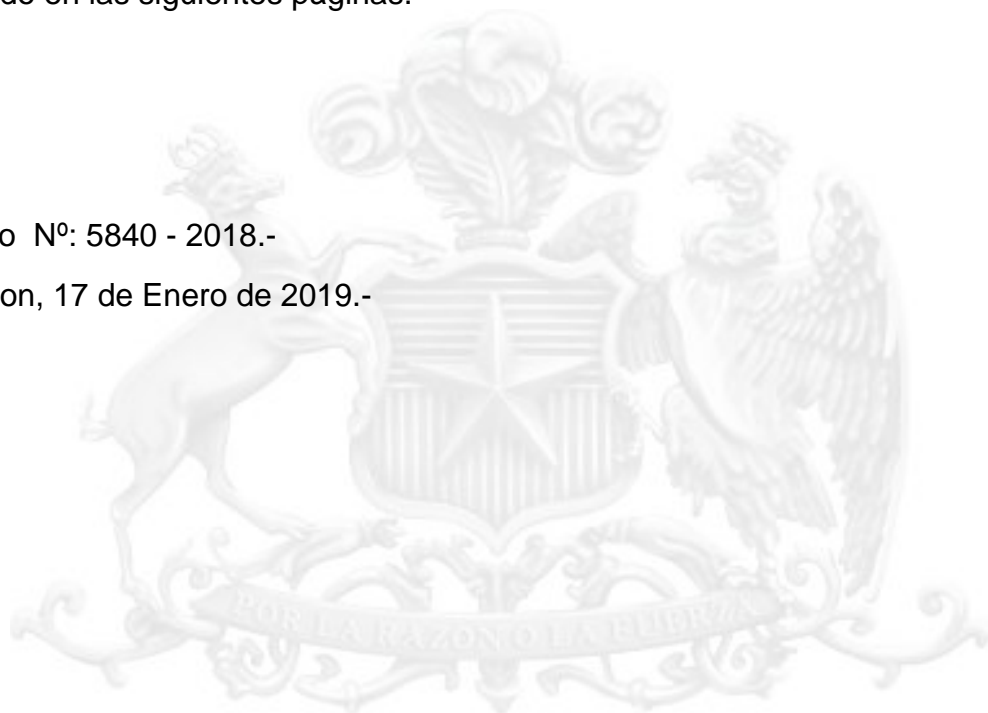 do en las siguientes páginas.
o Nº: 5840 - 2018.-
on, 17 de Enero de 2019.-
POR LA RAZON O LA FUERZA